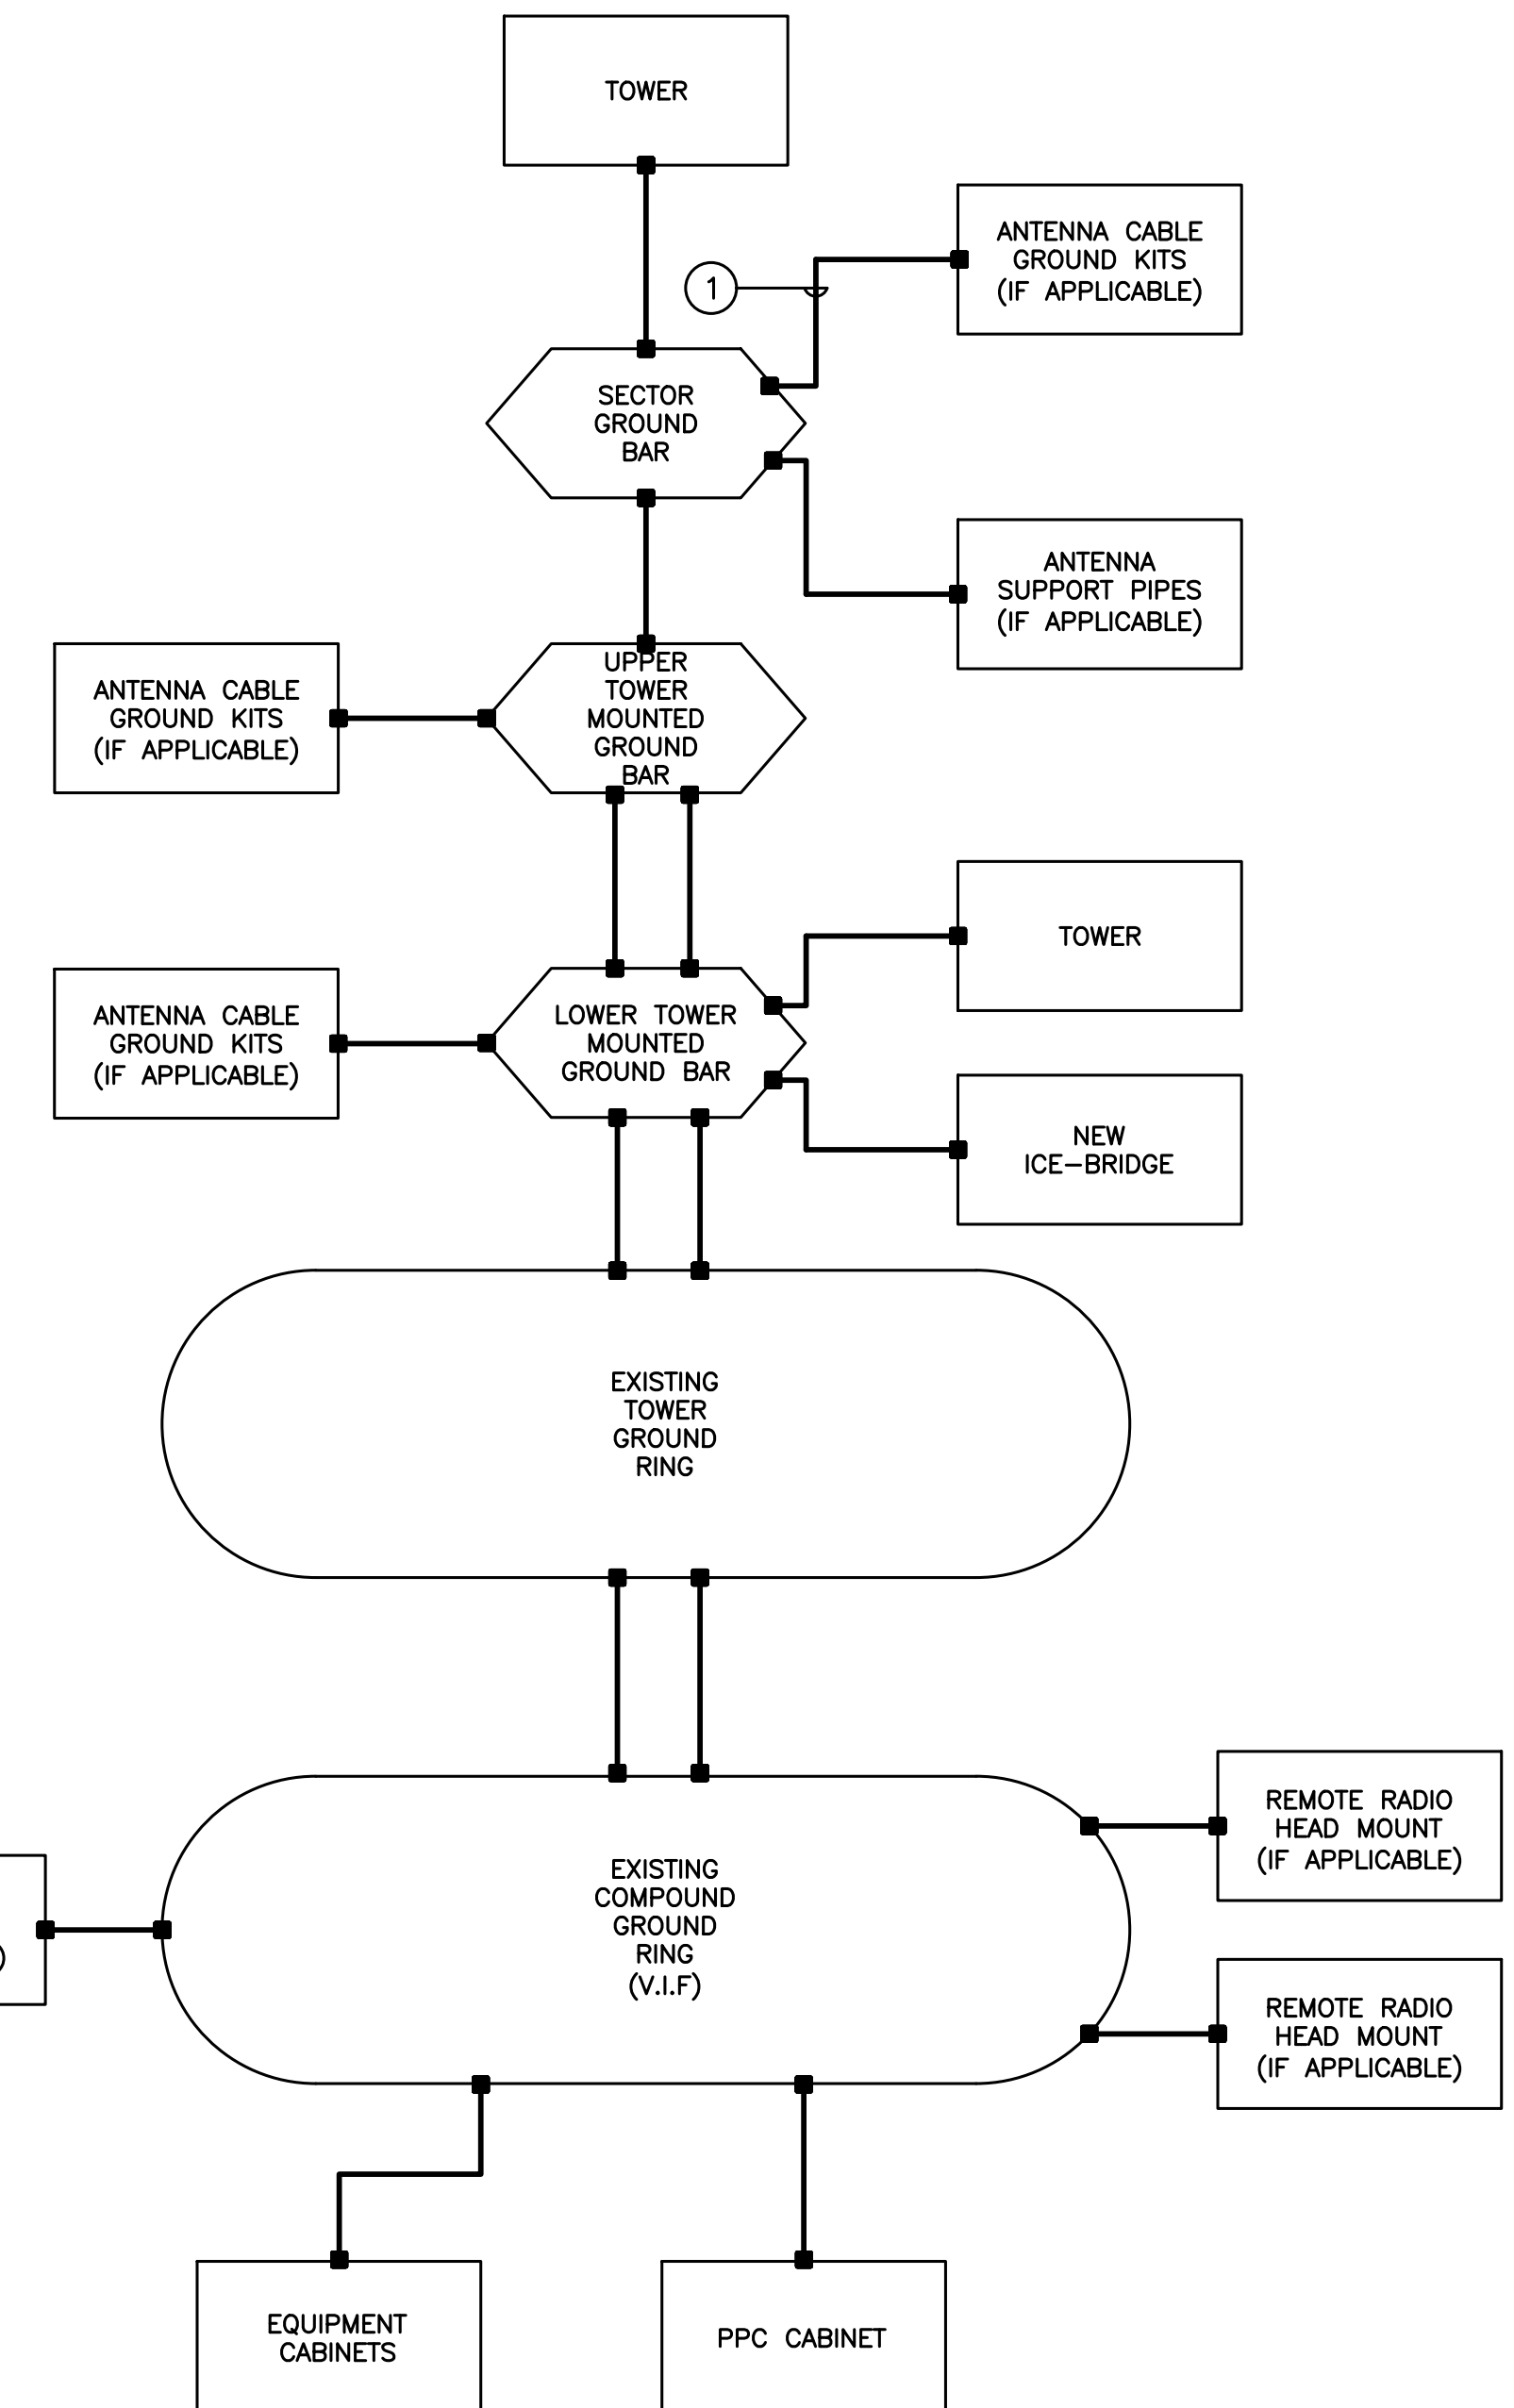 TOWER
ANTENNA CABLE
GROUND KITS
(IF APPLICABLE)
1
SECTOR
GROUND
BAR
ANTENNA
SUPPORT PIPES
(IF APPLICABLE)
ANTENNA CABLE
GROUND KITS
(IF APPLICABLE)
UPPER
TOWER
MOUNTED
GROUND
BAR
TOWER
ANTENNA CABLE
GROUND KITS
(IF APPLICABLE)
LOWER TOWER
MOUNTED
GROUND BAR
NEW
ICE-BRIDGE
EXISTING
TOWER
GROUND
RING
REMOTE RADIO
HEAD MOUNT
(IF APPLICABLE)
)
EXISTING
COMPOUND
GROUND
RING
(V.I.F)
REMOTE RADIO
HEAD MOUNT
(IF APPLICABLE)
EQUIPMENT
CABINETS
PPC CABINET